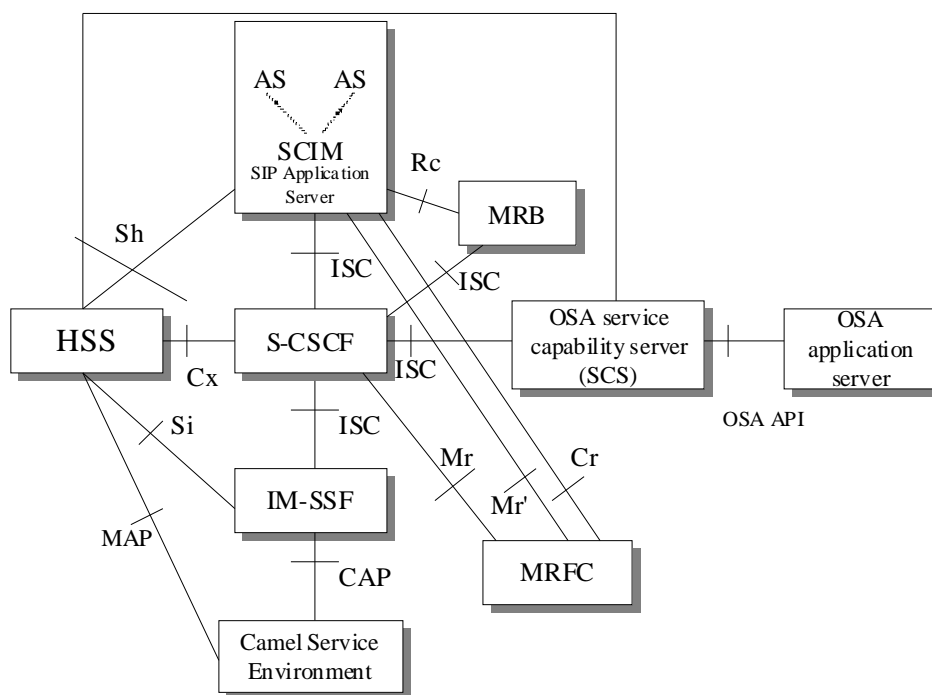 AS AS
SCIM
SIP Application
Server
Rc
MRB
Sh
ISC
ISC
HSS
S-CSCF
OSA service
capability server
(SCS)
OSA
application
server
Cx
ISC
OSA API
Si
ISC
Mr
Cr
Mr'
IM-SSF
MAP
CAP
MRFC
Camel Service
Environment